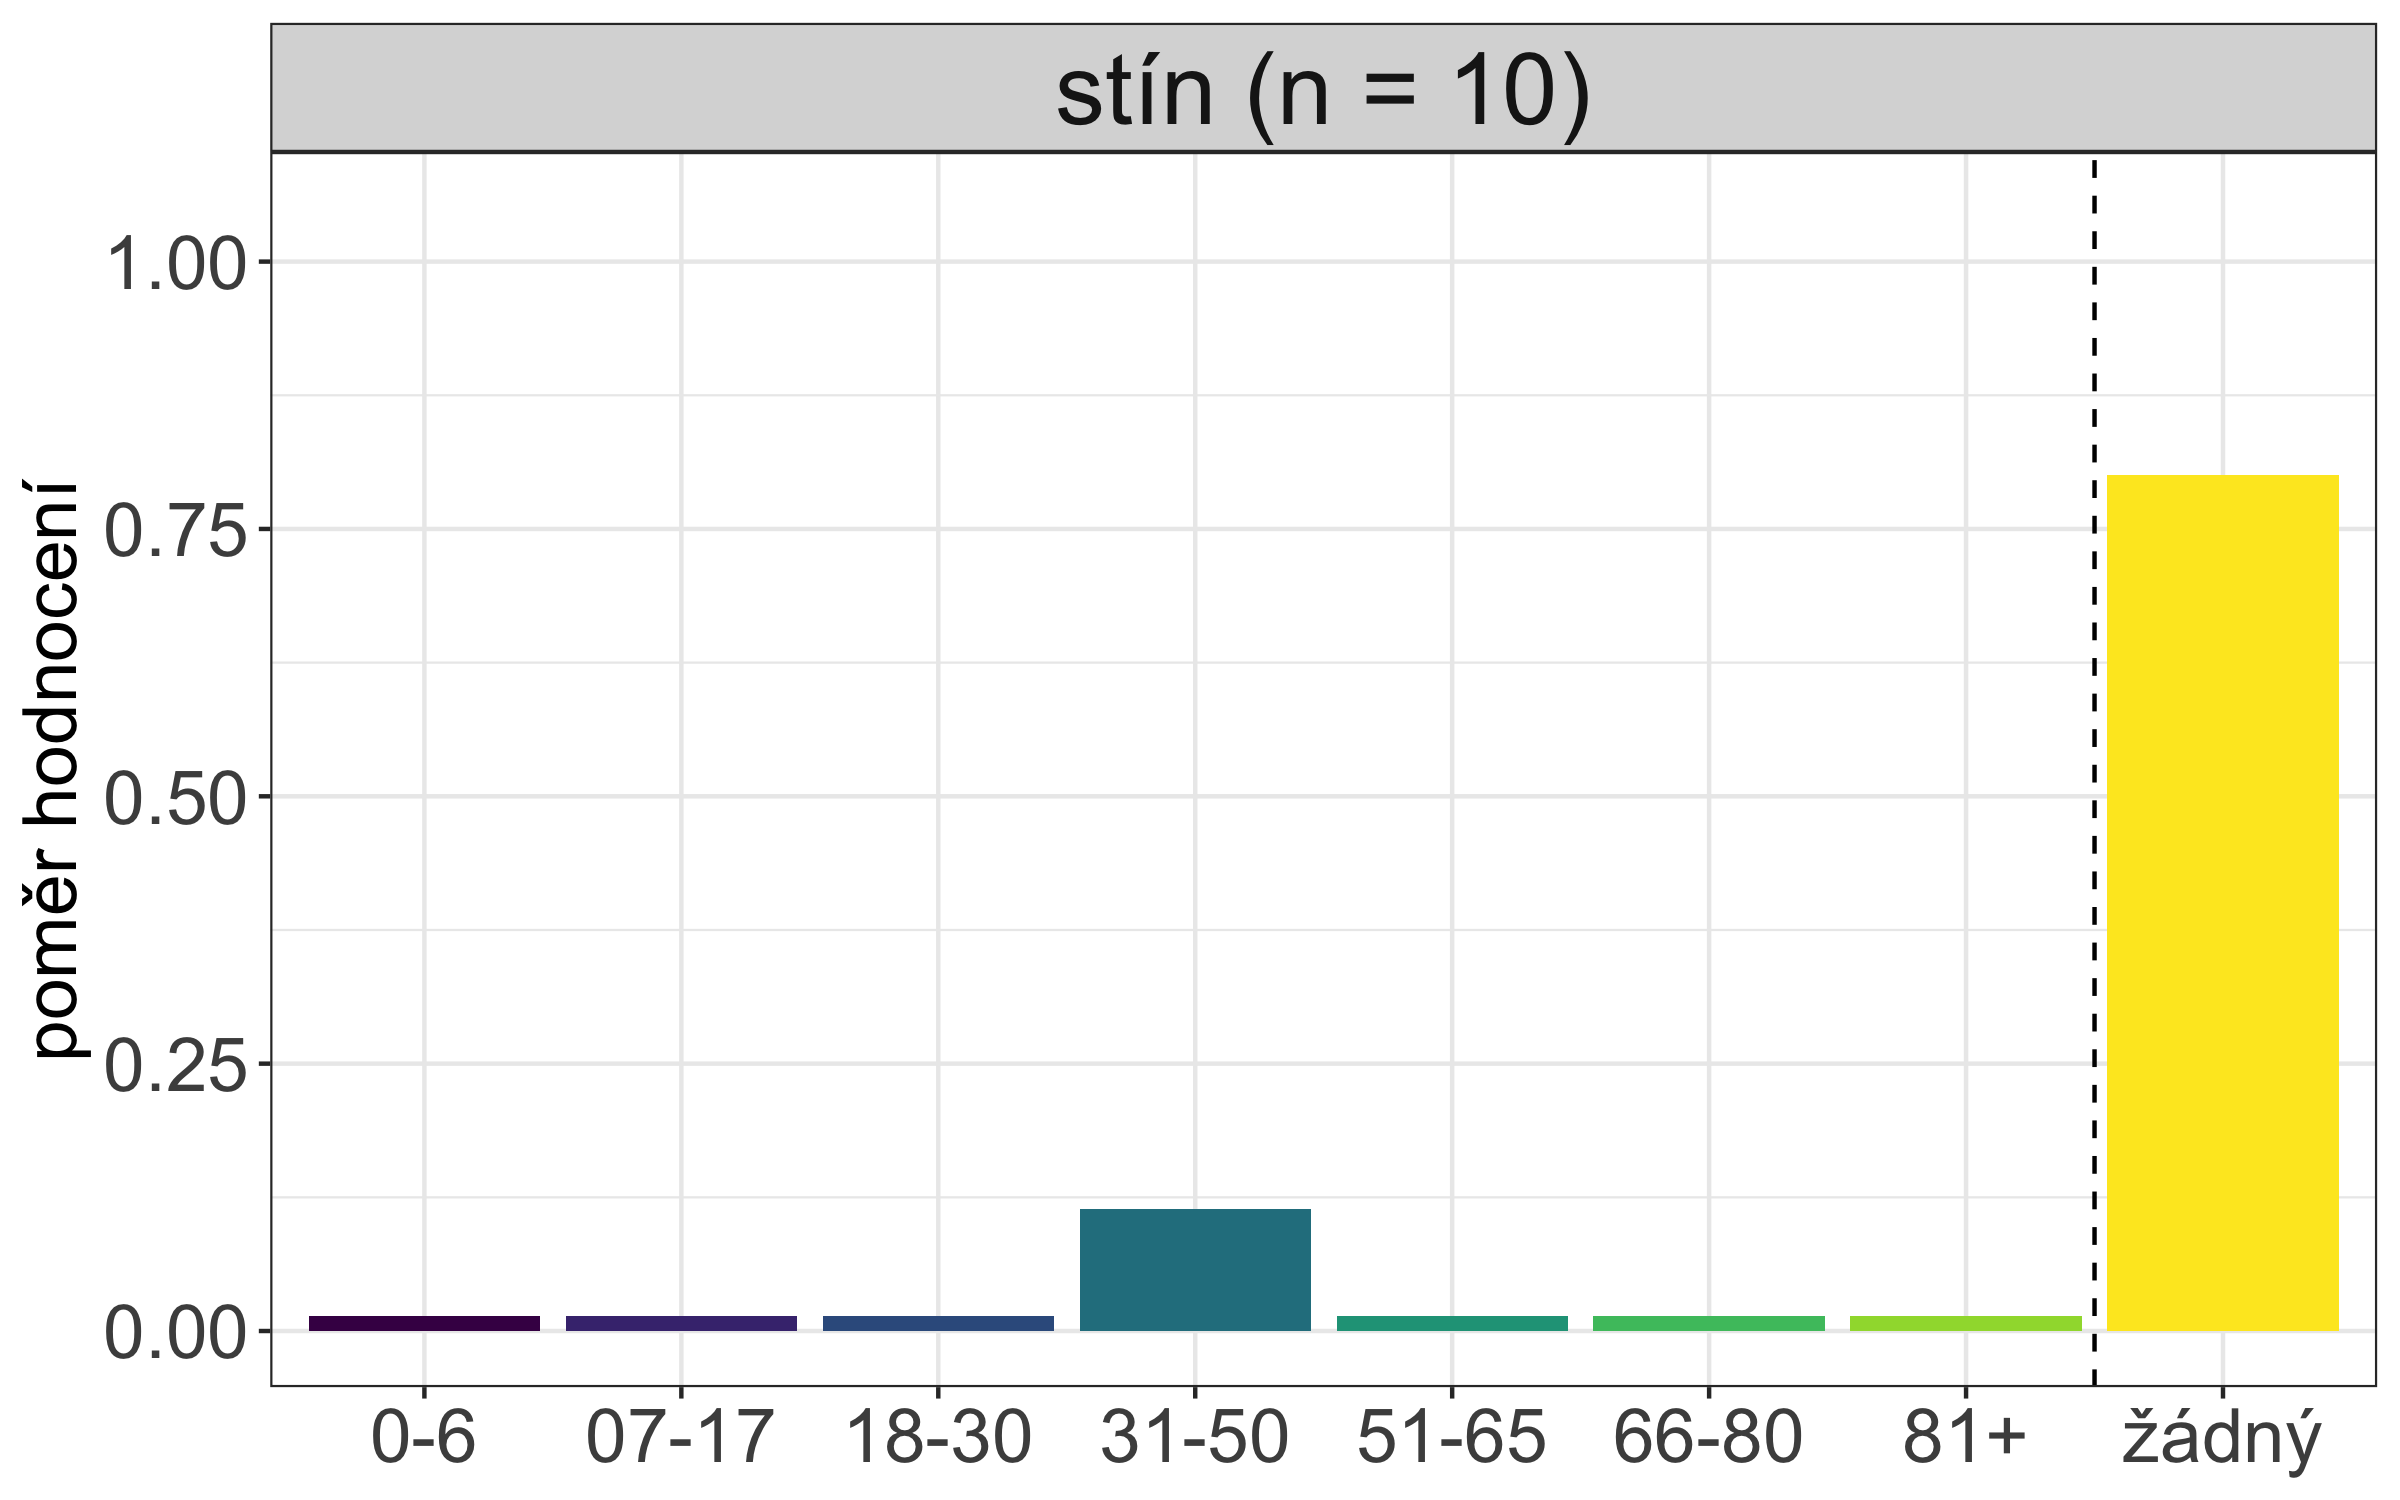 stín (n = 10)
poměr hodnocení
1.00
0.75
0.50
0.25
0.00
0-6 07-17 18-30 31-50 51-65 66-80 81+ žádný